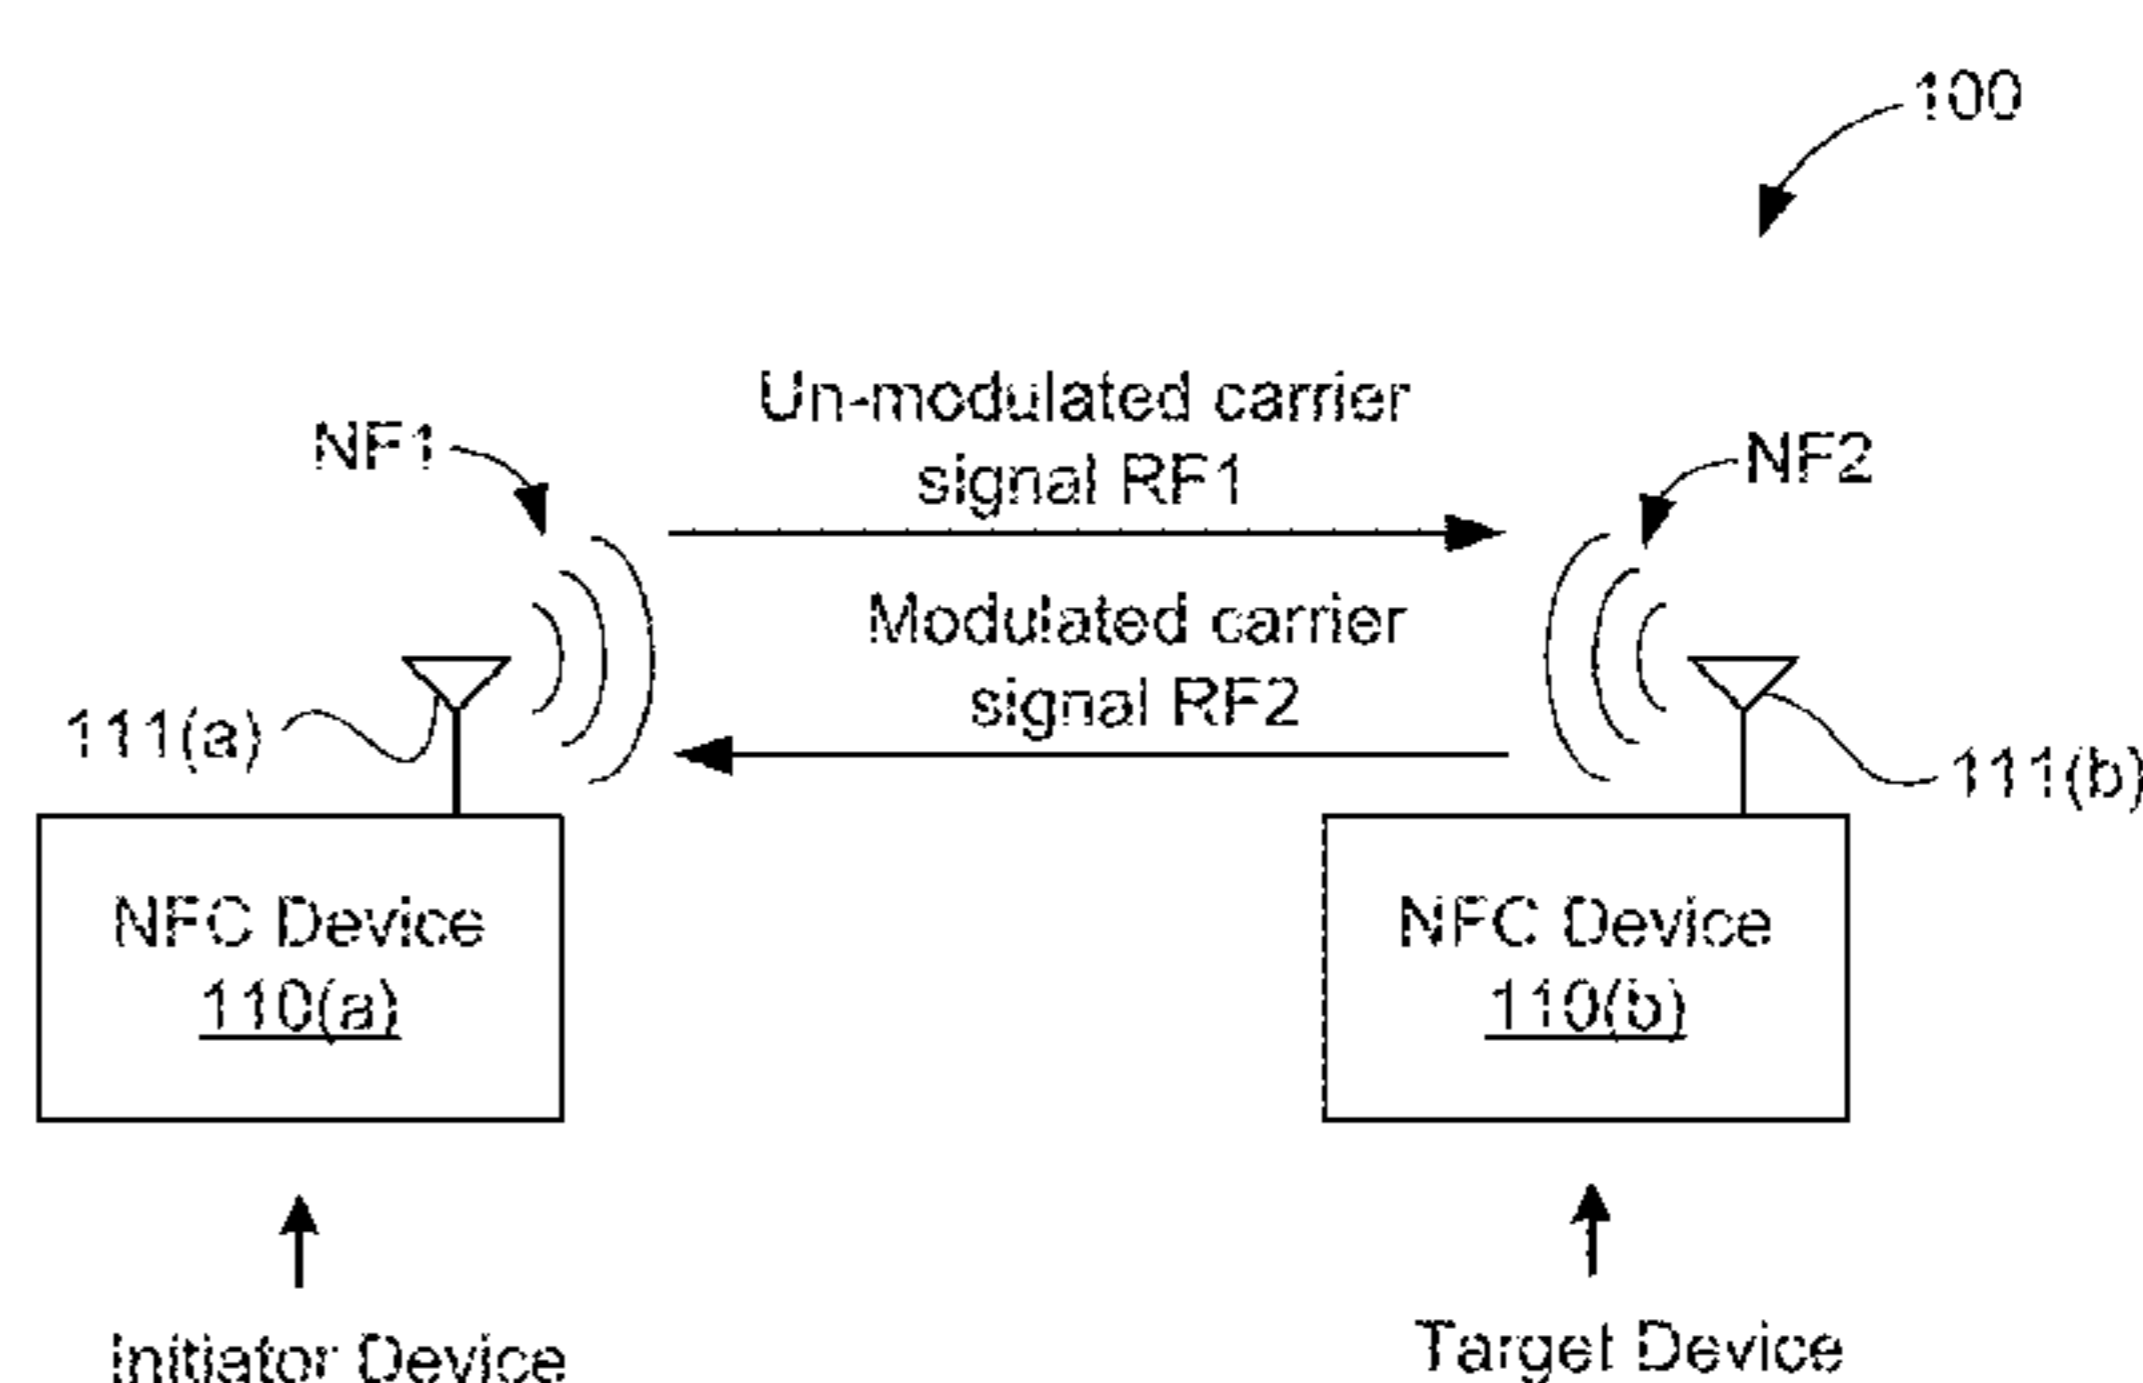 100
Un-modulated carrier
signal RF1
NF1
NF2
Modulated carrier
signal RF2
111(a)
111(b)
NFC Device
110(a)
NFC Device
110(b)
Initiator Device
Target Device